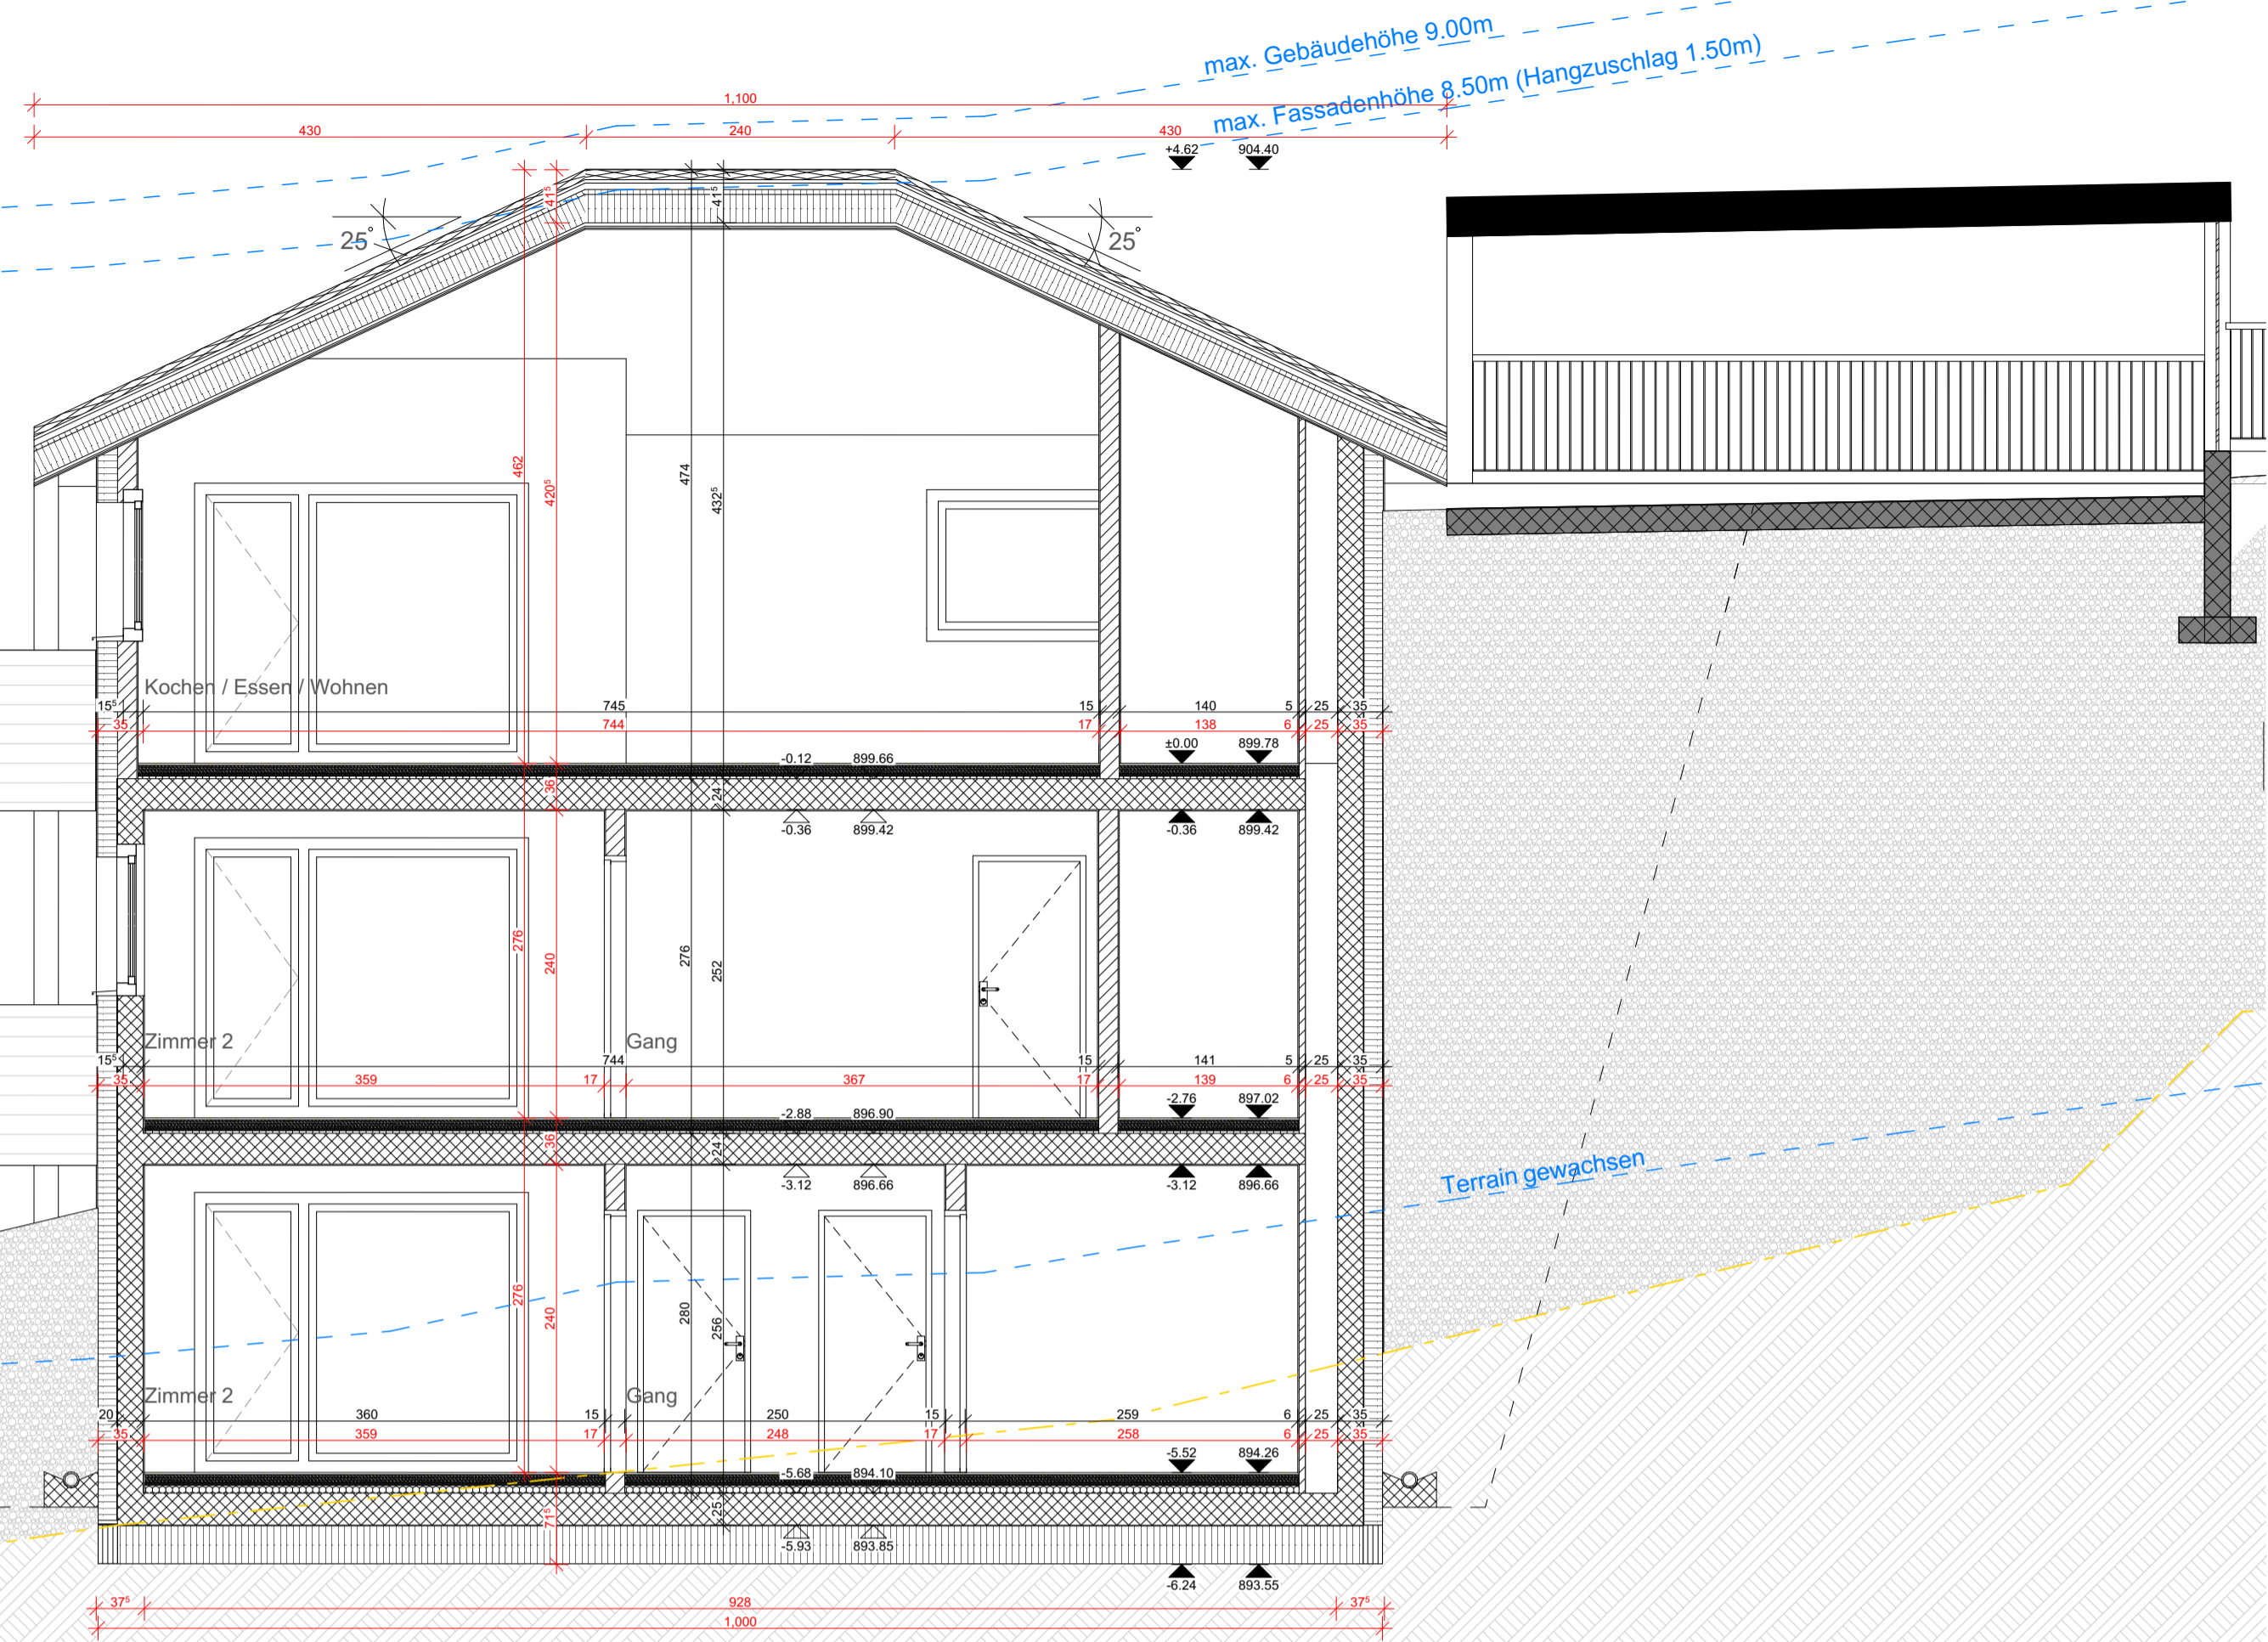 max. Gebäudehöhe 9.00m
max. Fassadenhöhe 8.50m (Hangzuschlag 1.50m)
1,100
430 240 430
+4.62 904.40
41⁵ 41⁵
25° 25°
462 420⁵ 474 432⁵
Kochen / Essen / Wohnen
15⁵ 745 15 140 5 25 35
35 744 17 138 6 25 35
±0.00 899.78
-0.12 899.66
36 24
-0.36 899.42 -0.36 899.42
276 240 276 252
Zimmer 2 Gang
15⁵ 744 15 141 5 25 35
35 359 17 367 17 139 6 25 35
-2.76 897.02
-2.88 896.90
36 24
-3.12 896.66 -3.12 896.66
Terrain gewachsen
276 240 280 256
Zimmer 2 Gang
20 360 15 250 15 259 6 25 35
35 359 17 248 17 258 6 25 35
-5.52 894.26
-5.68 894.10
71⁵ 25
-5.93 893.85
-6.24 893.55
37⁵ 928 37⁵
1,000